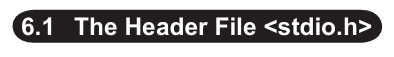 6.1 The Header File <stdio.h>